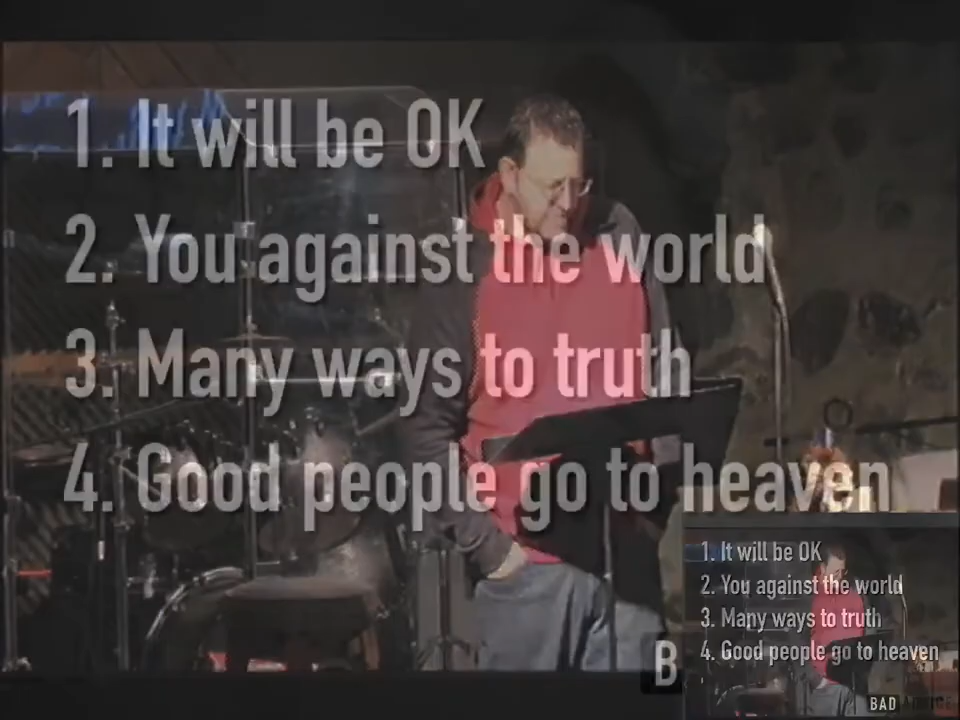 1. It will be OK
2. You against the world
3. Many ways to truth
4. Good people go to heaven
B
1. It will be OK
2. You against the world
3. Many ways to truth
4. Good people go to heaven
BAD ADVICE